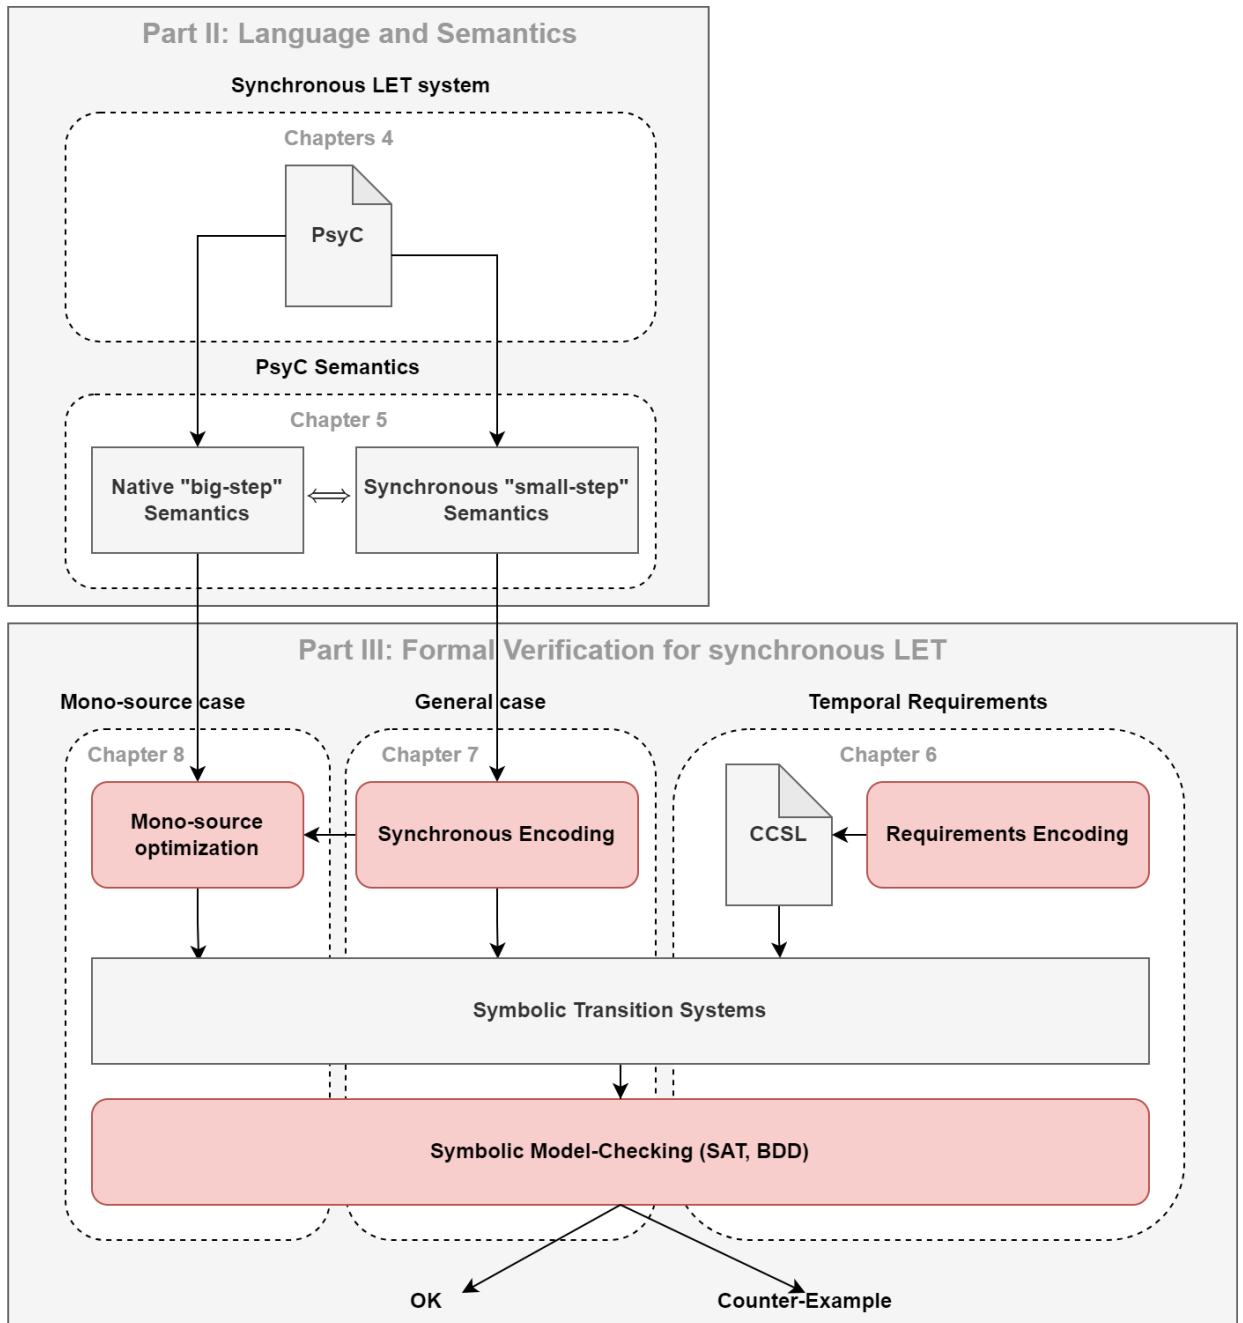 Part II: Language and Semantics
Synchronous LET system
Chapters 4
PsyC
PsyC Semantics
Chapter 5
Native "big-step"
Semantics
⟺
Synchronous "small-step"
Semantics
Part III: Formal Verification for synchronous LET
Mono-source case
General case
Temporal Requirements
Chapter 8
Chapter 7
Chapter 6
Mono-source
optimization
Synchronous Encoding
CCSL
Requirements Encoding
Symbolic Transition Systems
Symbolic Model-Checking (SAT, BDD)
OK
Counter-Example